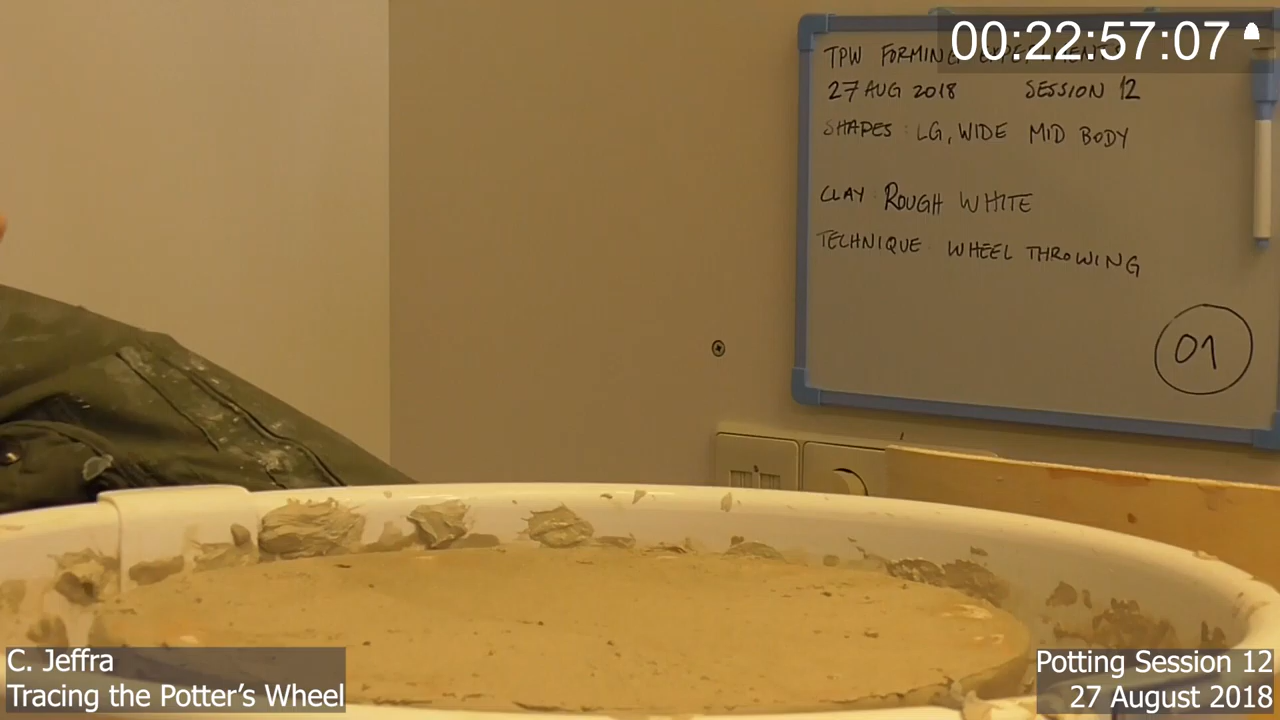 00:22:57:07
TPW FORMING EXPERIMENTS
27 AUG 2018 SESSION 12
SHAPES: LG, WIDE MID BODY
CLAY: ROUGH WHITE
TECHNIQUE: WHEEL THROWING
01
C. Jeffra
Tracing the Potter's Wheel
Potting Session 12
27 August 2018